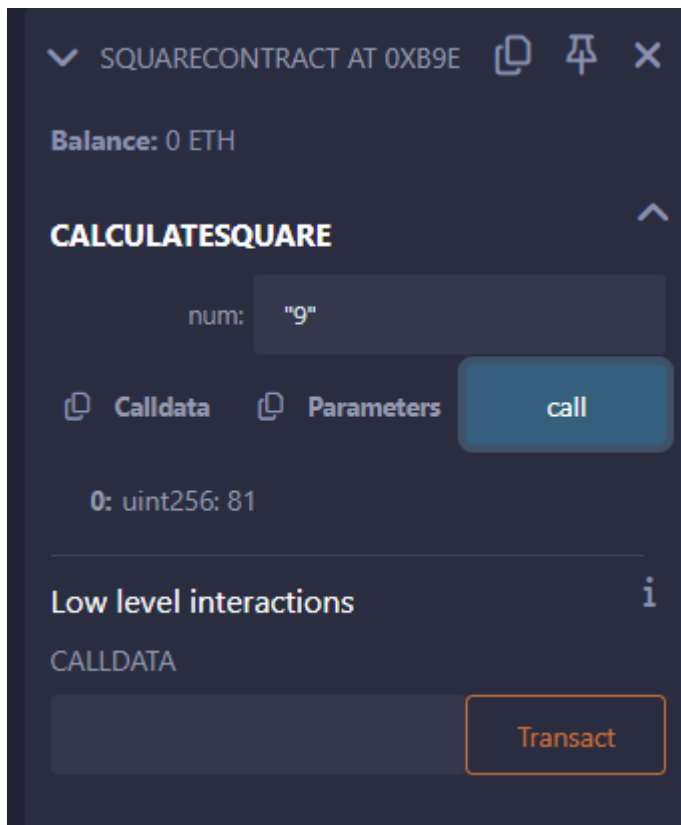 SQUARECONTRACT AT 0XB9E
Balance: 0 ETH
CALCULATESQUARE
num: "9"
Calldata Parameters call
0: uint256: 81
Low level interactions i
CALLDATA
Transact